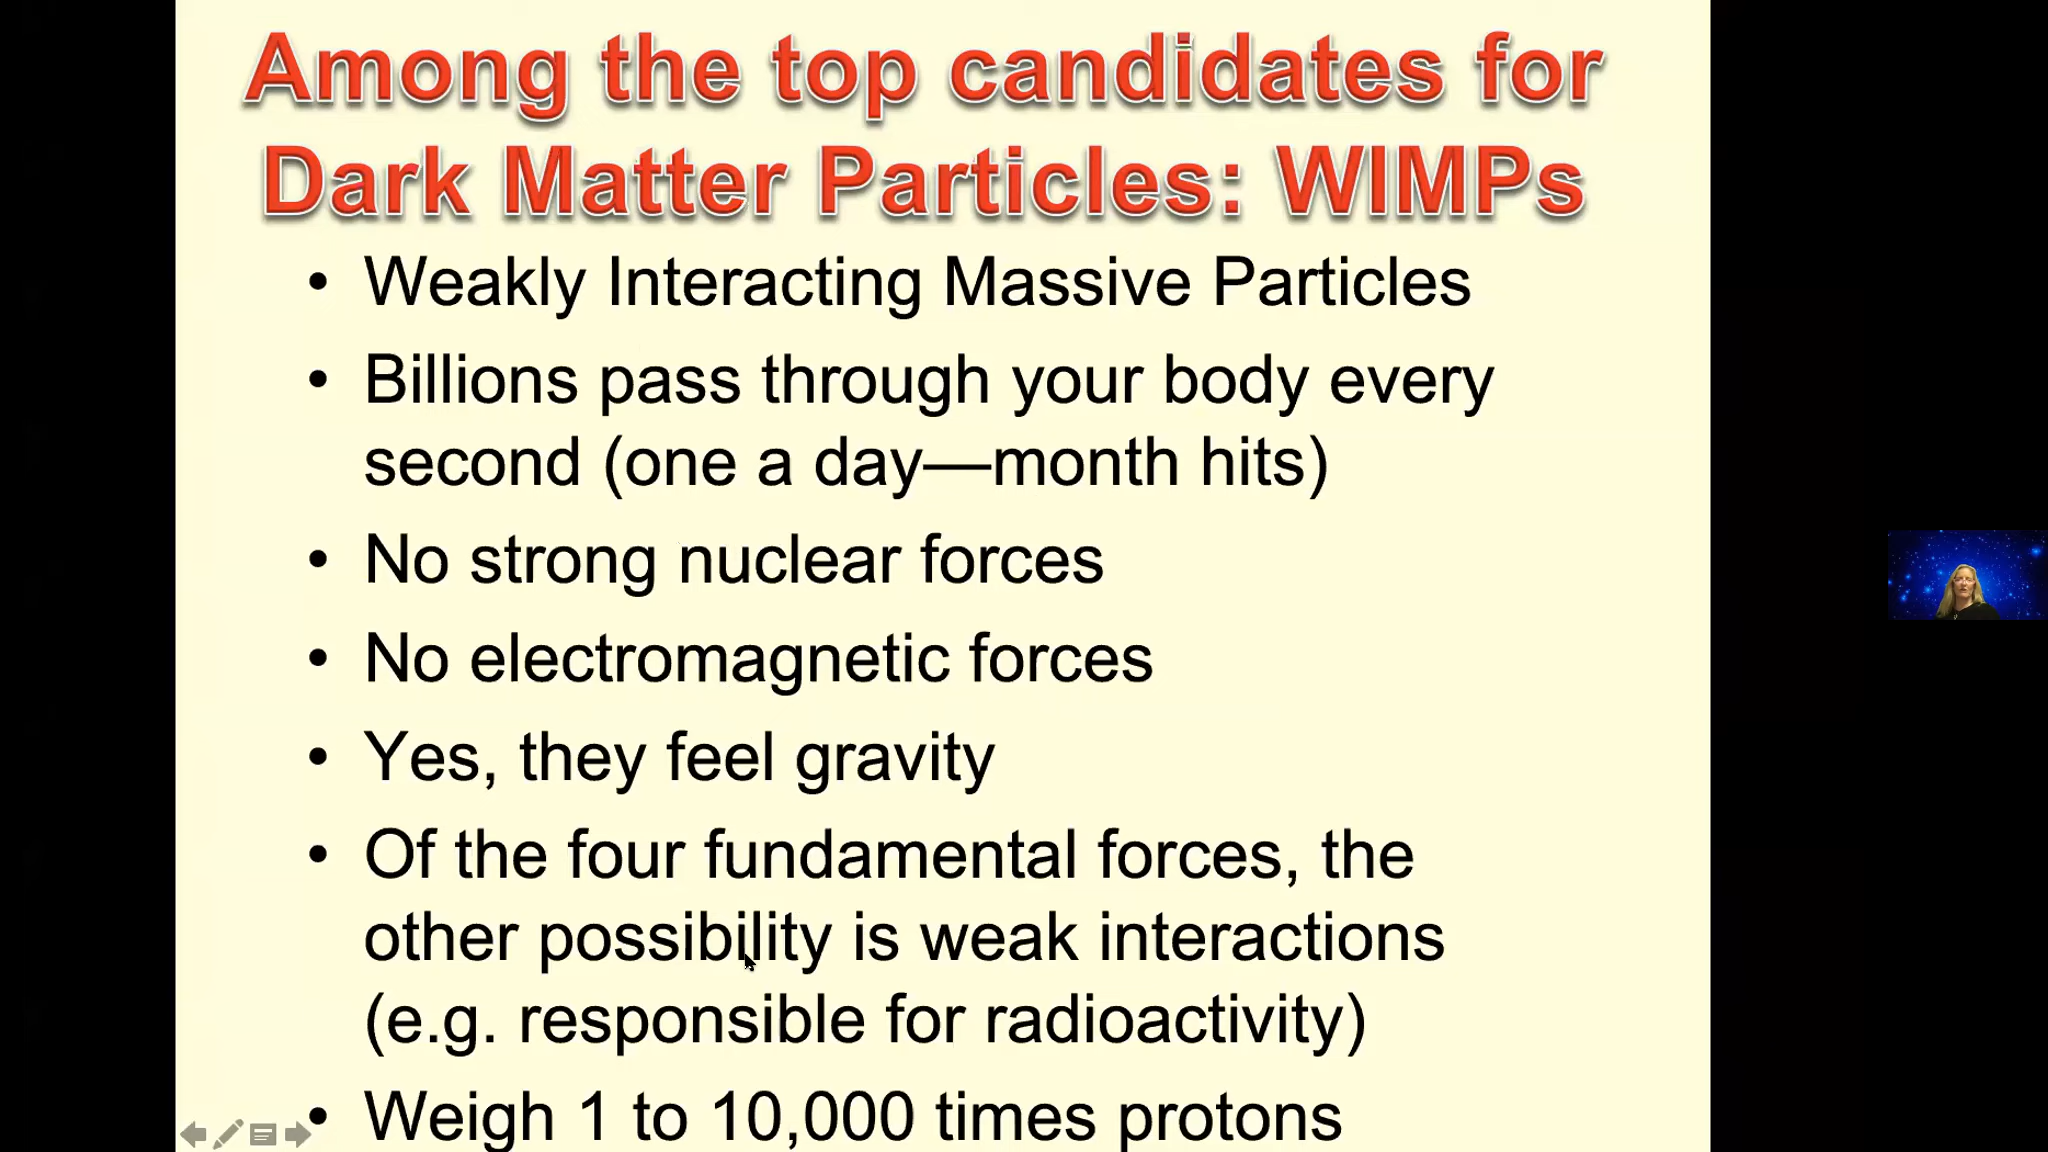 Among the top candidates for
Dark Matter Particles: WIMPs
• Weakly Interacting Massive Particles
• Billions pass through your body every
second (one a day—month hits)
• No strong nuclear forces
• No electromagnetic forces
• Yes, they feel gravity
• Of the four fundamental forces, the
other possibility is weak interactions
(e.g. responsible for radioactivity)
• Weigh 1 to 10,000 times protons